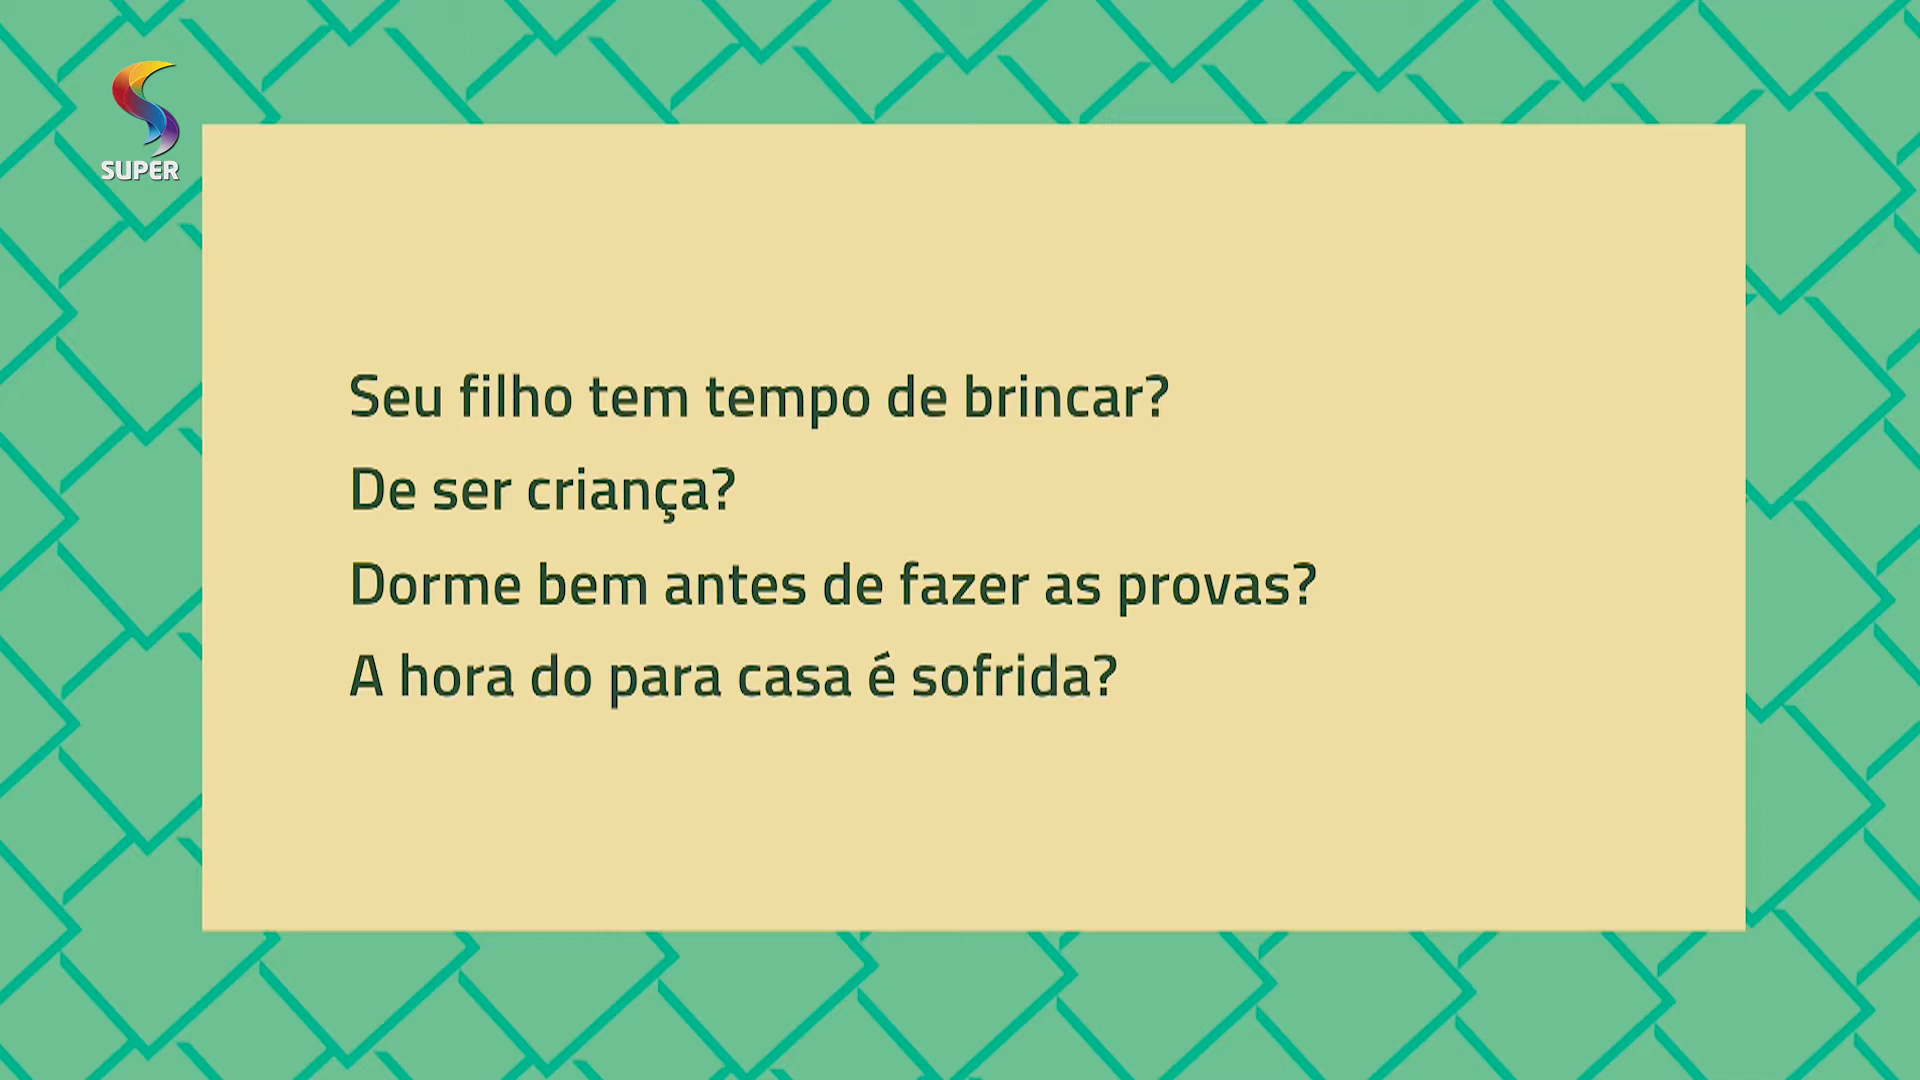 SUPER
Seu filho tem tempo de brincar?
De ser criança?
Dorme bem antes de fazer as provas?
A hora do para casa é sofrida?